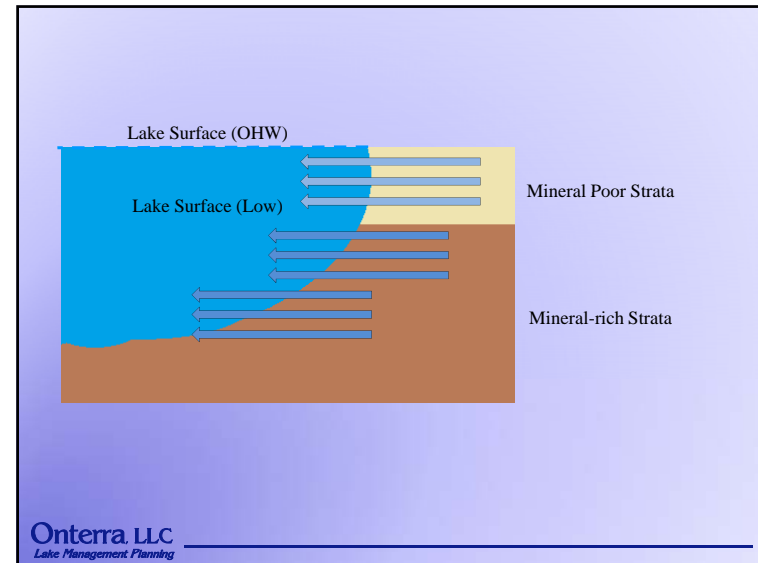 Lake Surface (OHW)
Mineral Poor Strata
Lake Surface (Low)
Mineral-rich Strata
Onterra, LLC
Lake Management Planning